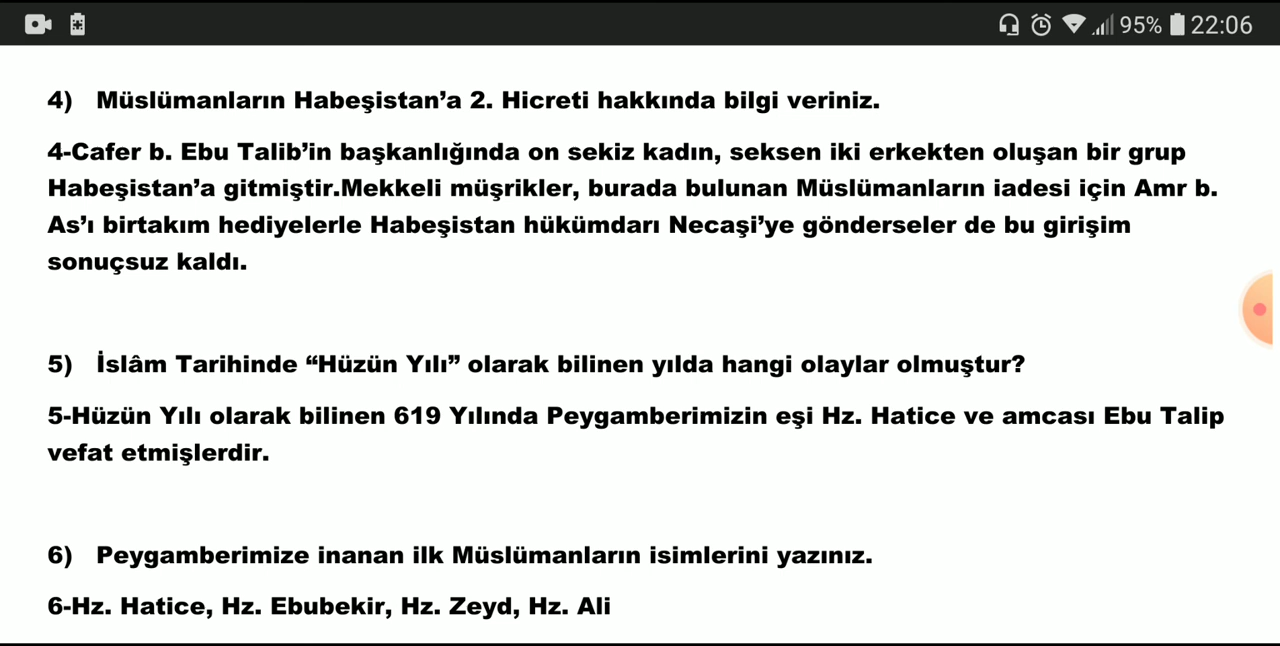 95% 22:06
4) Müslümanların Habeşistan’a 2. Hicreti hakkında bilgi veriniz.
4-Cafer b. Ebu Talib’in başkanlığında on sekiz kadın, seksen iki erkekten oluşan bir grup
Habeşistan’a gitmiştir.Mekkeli müşrikler, burada bulunan Müslümanların iadesi için Amr b.
As’ı birtakım hediyelerle Habeşistan hükümdarı Necaşi’ye gönderseler de bu girişim
sonuçsuz kaldı.
5) İslâm Tarihinde “Hüzün Yılı” olarak bilinen yılda hangi olaylar olmuştur?
5-Hüzün Yılı olarak bilinen 619 Yılında Peygamberimizin eşi Hz. Hatice ve amcası Ebu Talip
vefat etmişlerdir.
6) Peygamberimize inanan ilk Müslümanların isimlerini yazınız.
6-Hz. Hatice, Hz. Ebubekir, Hz. Zeyd, Hz. Ali